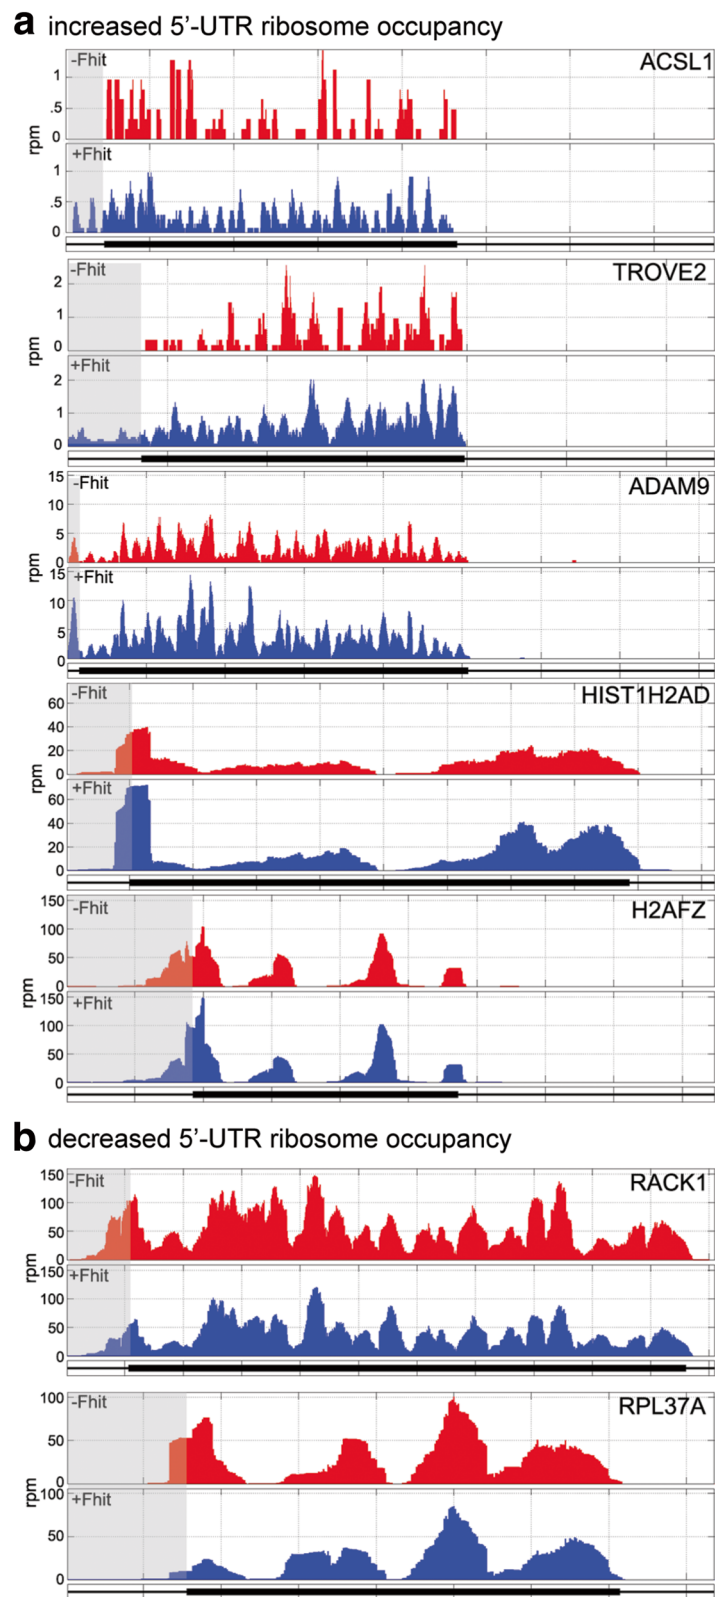 a increased 5'-UTR ribosome occupancy
-Fhit ACSL1
1
.5
0
rpm
+Fhit
1
.5
0
-Fhit TROVE2
2
1
0
rpm
+Fhit
2
1
0
-Fhit ADAM9
15
10
5
0
rpm
+Fhit
15
10
5
0
-Fhit HIST1H2AD
60
40
20
0
rpm
+Fhit
60
40
20
0
-Fhit H2AFZ
150
100
50
0
rpm
+Fhit
150
100
50
0
b decreased 5'-UTR ribosome occupancy
-Fhit RACK1
150
100
50
0
rpm
+Fhit
150
100
50
0
-Fhit RPL37A
100
50
0
rpm
+Fhit
100
50
0